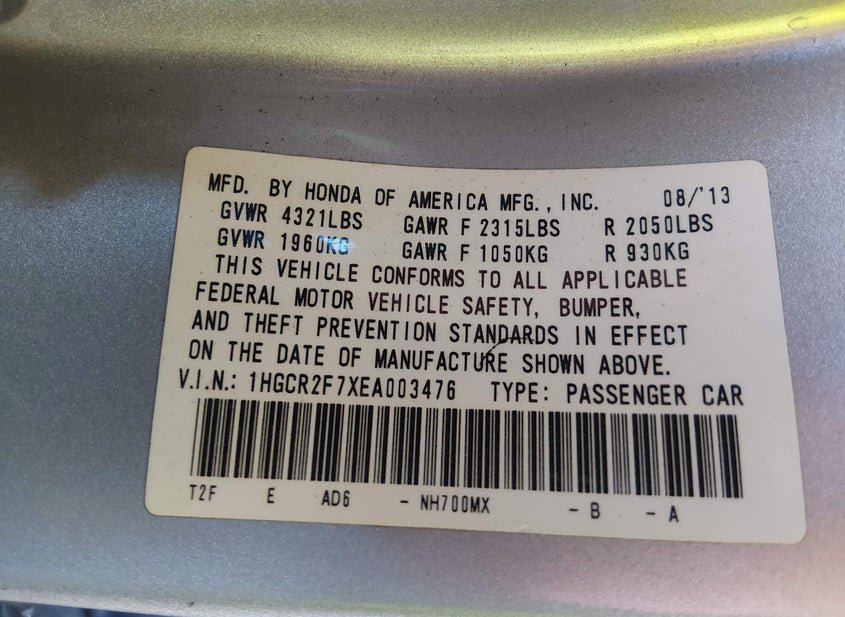 MFD. BY HONDA OF AMERICA MFG., INC. 08/'13
GVWR 4321LBS GAWR F 2315LBS R 2050LBS
GVWR 1960KG GAWR F 1050KG R 930KG
THIS VEHICLE CONFORMS TO ALL APPLICABLE
FEDERAL MOTOR VEHICLE SAFETY, BUMPER,
AND THEFT PREVENTION STANDARDS IN EFFECT
ON THE DATE OF MANUFACTURE SHOWN ABOVE.
V.I.N.: 1HGCR2F7XEA003476 TYPE: PASSENGER CAR
T2F E AD6 - NH700MX - B - A